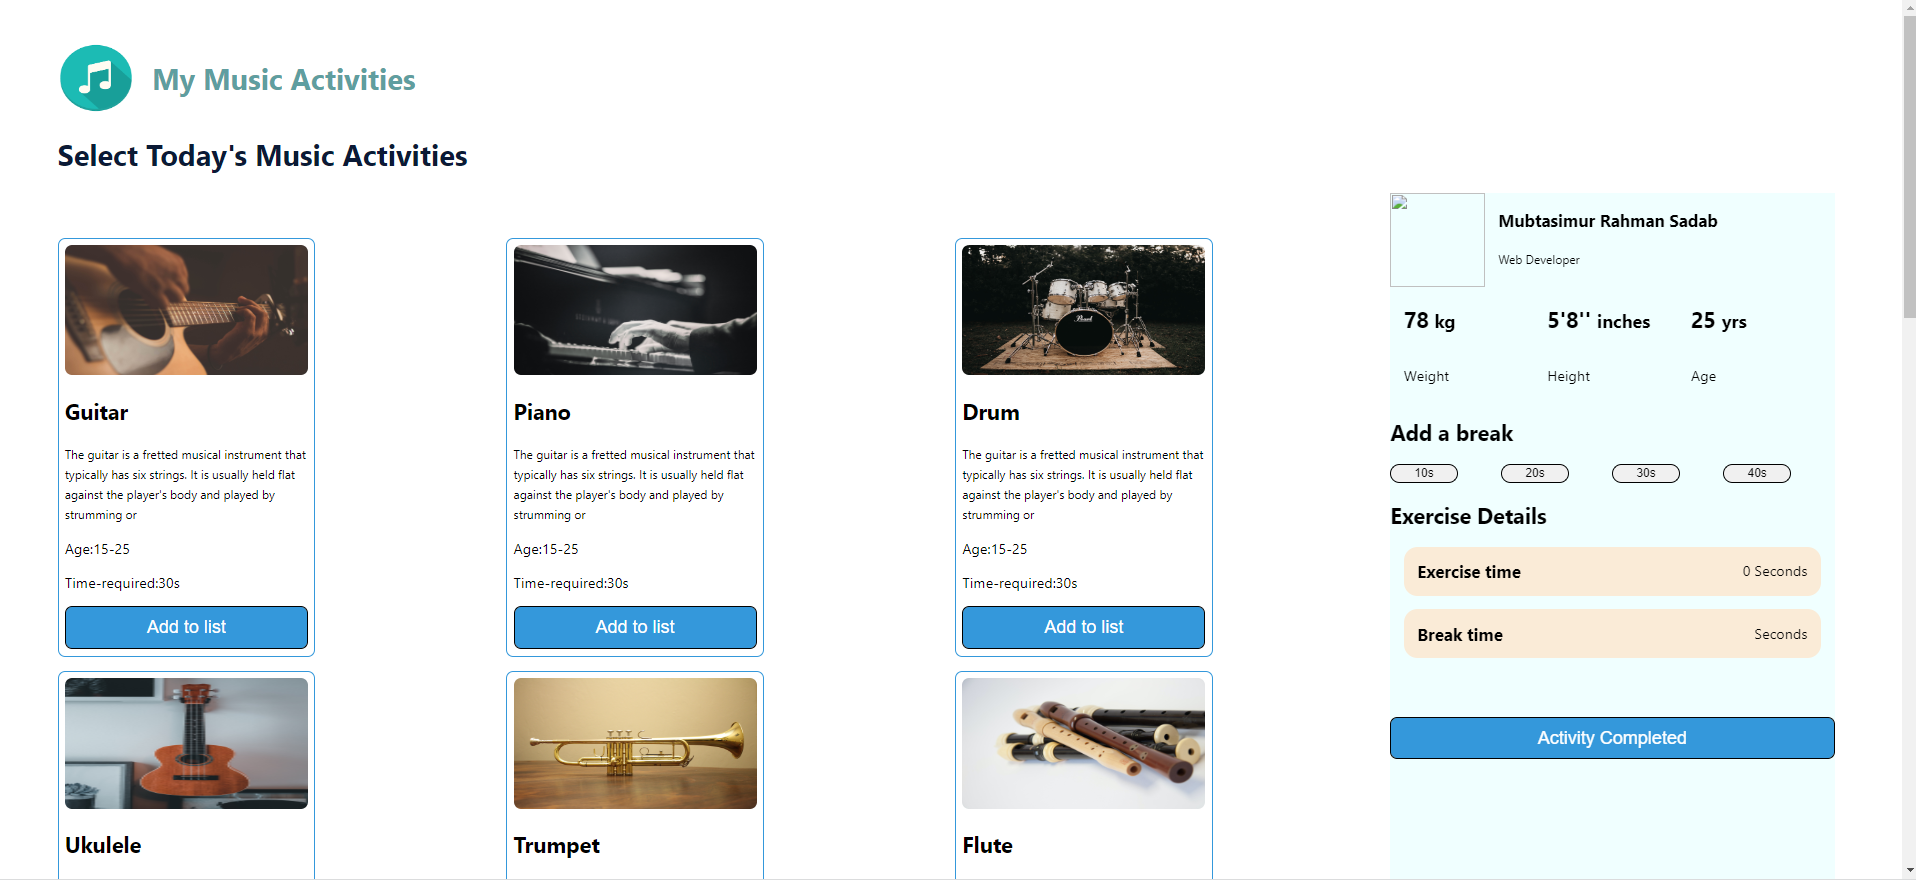 My Music Activities
Select Today's Music Activities
Guitar
The guitar is a fretted musical instrument that
typically has six strings. It is usually held flat
against the player's body and played by
strumming or
Age:15-25
Time-required:30s
Add to list
Piano
The guitar is a fretted musical instrument that
typically has six strings. It is usually held flat
against the player's body and played by
strumming or
Age:15-25
Time-required:30s
Add to list
Drum
The guitar is a fretted musical instrument that
typically has six strings. It is usually held flat
against the player's body and played by
strumming or
Age:15-25
Time-required:30s
Add to list
Ukulele
Trumpet
Flute
Mubtasimur Rahman Sadab
Web Developer
78 kg
5'8'' inches
25 yrs
Weight
Height
Age
Add a break
10s
20s
30s
40s
Exercise Details
Exercise time
0 Seconds
Break time
Seconds
Activity Completed